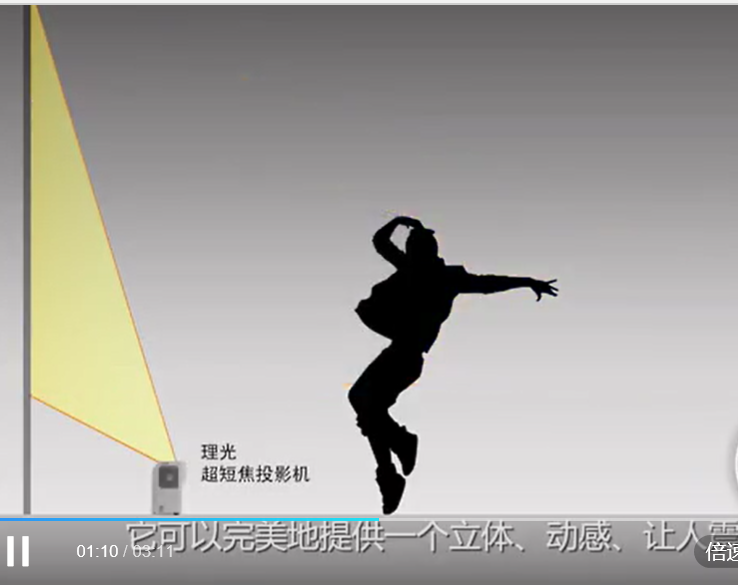 理光
超短焦投影机
它可以完美地提供一个立体、动感、让人震
01:10 / 03:11
倍速